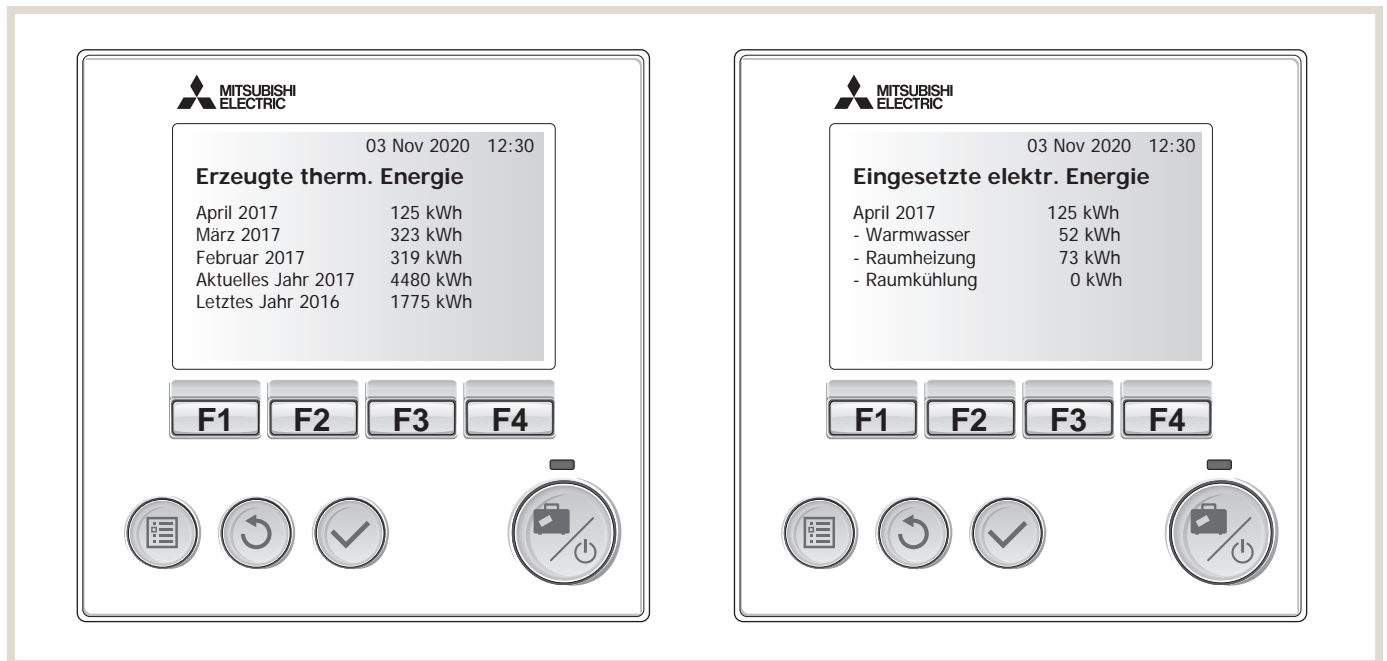 MITSUBISHI
ELECTRIC
03 Nov 2020 12:30
Erzeugte therm. Energie
April 2017 125 kWh
März 2017 323 kWh
Februar 2017 319 kWh
Aktuelles Jahr 2017 4480 kWh
Letztes Jahr 2016 1775 kWh
F1 F2 F3 F4
MITSUBISHI
ELECTRIC
03 Nov 2020 12:30
Eingesetzte elektr. Energie
April 2017 125 kWh
- Warmwasser 52 kWh
- Raumheizung 73 kWh
- Raumkühlung 0 kWh
F1 F2 F3 F4